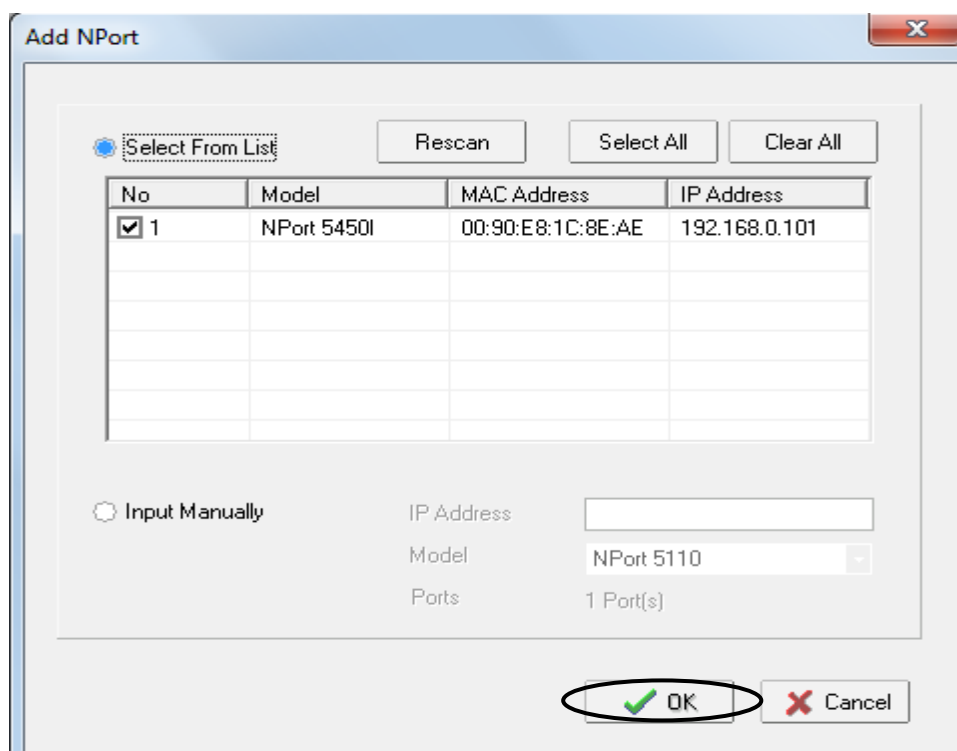 Add NPort
Select From List Rescan Select All Clear All
No Model MAC Address IP Address
1 NPort 5450I 00:90:E8:1C:8E:AE 192.168.0.101
Input Manually IP Address
Model NPort 5110
Ports 1 Port(s)
OK Cancel